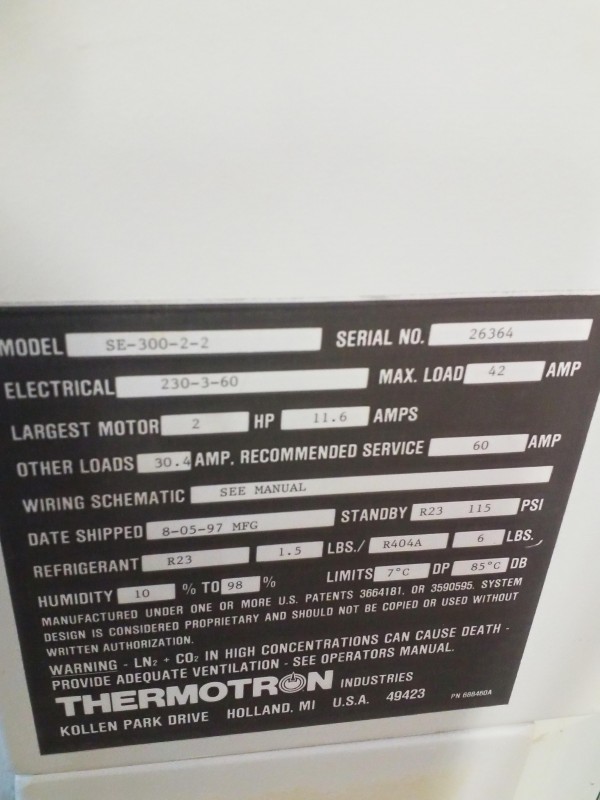 MODEL SE-300-2-2 SERIAL NO. 26364
ELECTRICAL 230-3-60 MAX. LOAD 42 AMP
LARGEST MOTOR 2 HP 11.6 AMPS
OTHER LOADS 30.4 AMP. RECOMMENDED SERVICE 60 AMP
WIRING SCHEMATIC SEE MANUAL
DATE SHIPPED 8-05-97 MFG STANDBY R23 115 PSI
REFRIGERANT R23 1.5 LBS./ R404A 6 LBS.
HUMIDITY 10 % TO 98 % LIMITS 7°C DP 85°C DB
MANUFACTURED UNDER ONE OR MORE U.S. PATENTS 3664181, OR 3590595. SYSTEM
DESIGN IS CONSIDERED PROPRIETARY AND SHOULD NOT BE COPIED OR USED WITHOUT
WRITTEN AUTHORIZATION.
WARNING - LN₂ + CO₂ IN HIGH CONCENTRATIONS CAN CAUSE DEATH -
PROVIDE ADEQUATE VENTILATION - SEE OPERATORS MANUAL.
THERMOTRON INDUSTRIES
KOLLEN PARK DRIVE HOLLAND, MI U.S.A. 49423 PN 666460A